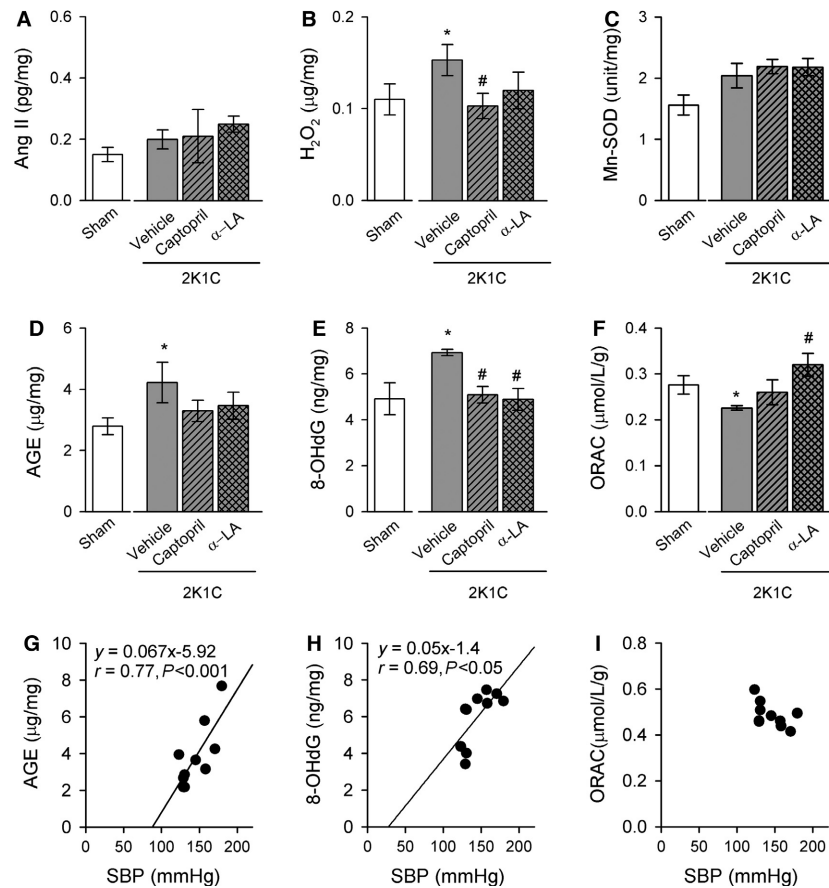 A
Ang II (pg/mg)
0.6
0.4
0.2
0.0
Sham
Vehicle
Captopril
α–LA
2K1C
B
H₂O₂ (μg/mg)
0.2
0.1
0.0
*
#
Sham
Vehicle
Captopril
α-LA
2K1C
C
Mn-SOD (unit/mg)
3
2
1
0
Sham
Vehicle
Captopril
α-LA
2K1C
D
AGE (μg/mg)
6
4
2
0
*
Sham
Vehicle
Captopril
α-LA
2K1C
E
8-OHdG (ng/mg)
8
6
4
2
0
*
#
#
Sham
Vehicle
Captopril
α-LA
2K1C
F
ORAC (μmol/L/g)
0.4
0.3
0.2
0.1
0.0
*
#
Sham
Vehicle
Captopril
α-LA
2K1C
G
y = 0.067x-5.92
r = 0.77, P<0.001
AGE (μg/mg)
10
8
6
4
2
0
0 50 100 150 200
SBP (mmHg)
H
y = 0.05x-1.4
r = 0.69, P<0.05
8-OHdG (ng/mg)
10
8
6
4
2
0
0 50 100 150 200
SBP (mmHg)
I
ORAC(μmol/L/g)
0.8
0.6
0.4
0.2
0.0
0 50 100 150 200
SBP (mmHg)